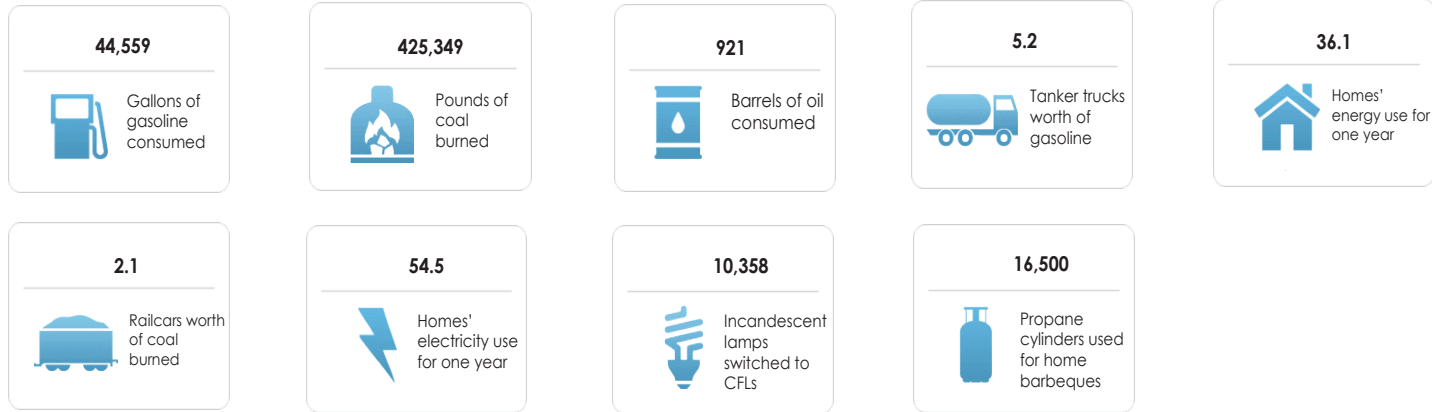 44,559
Gallons of
gasoline
consumed
425,349
Pounds of
coal
burned
921
Barrels of oil
consumed
5.2
Tanker trucks
worth of
gasoline
36.1
Homes'
energy use for
one year
2.1
Railcars worth
of coal
burned
54.5
Homes'
electricity use
for one year
10,358
Incandescent
lamps
switched to
CFLs
16,500
Propane
cylinders used
for home
barbeques